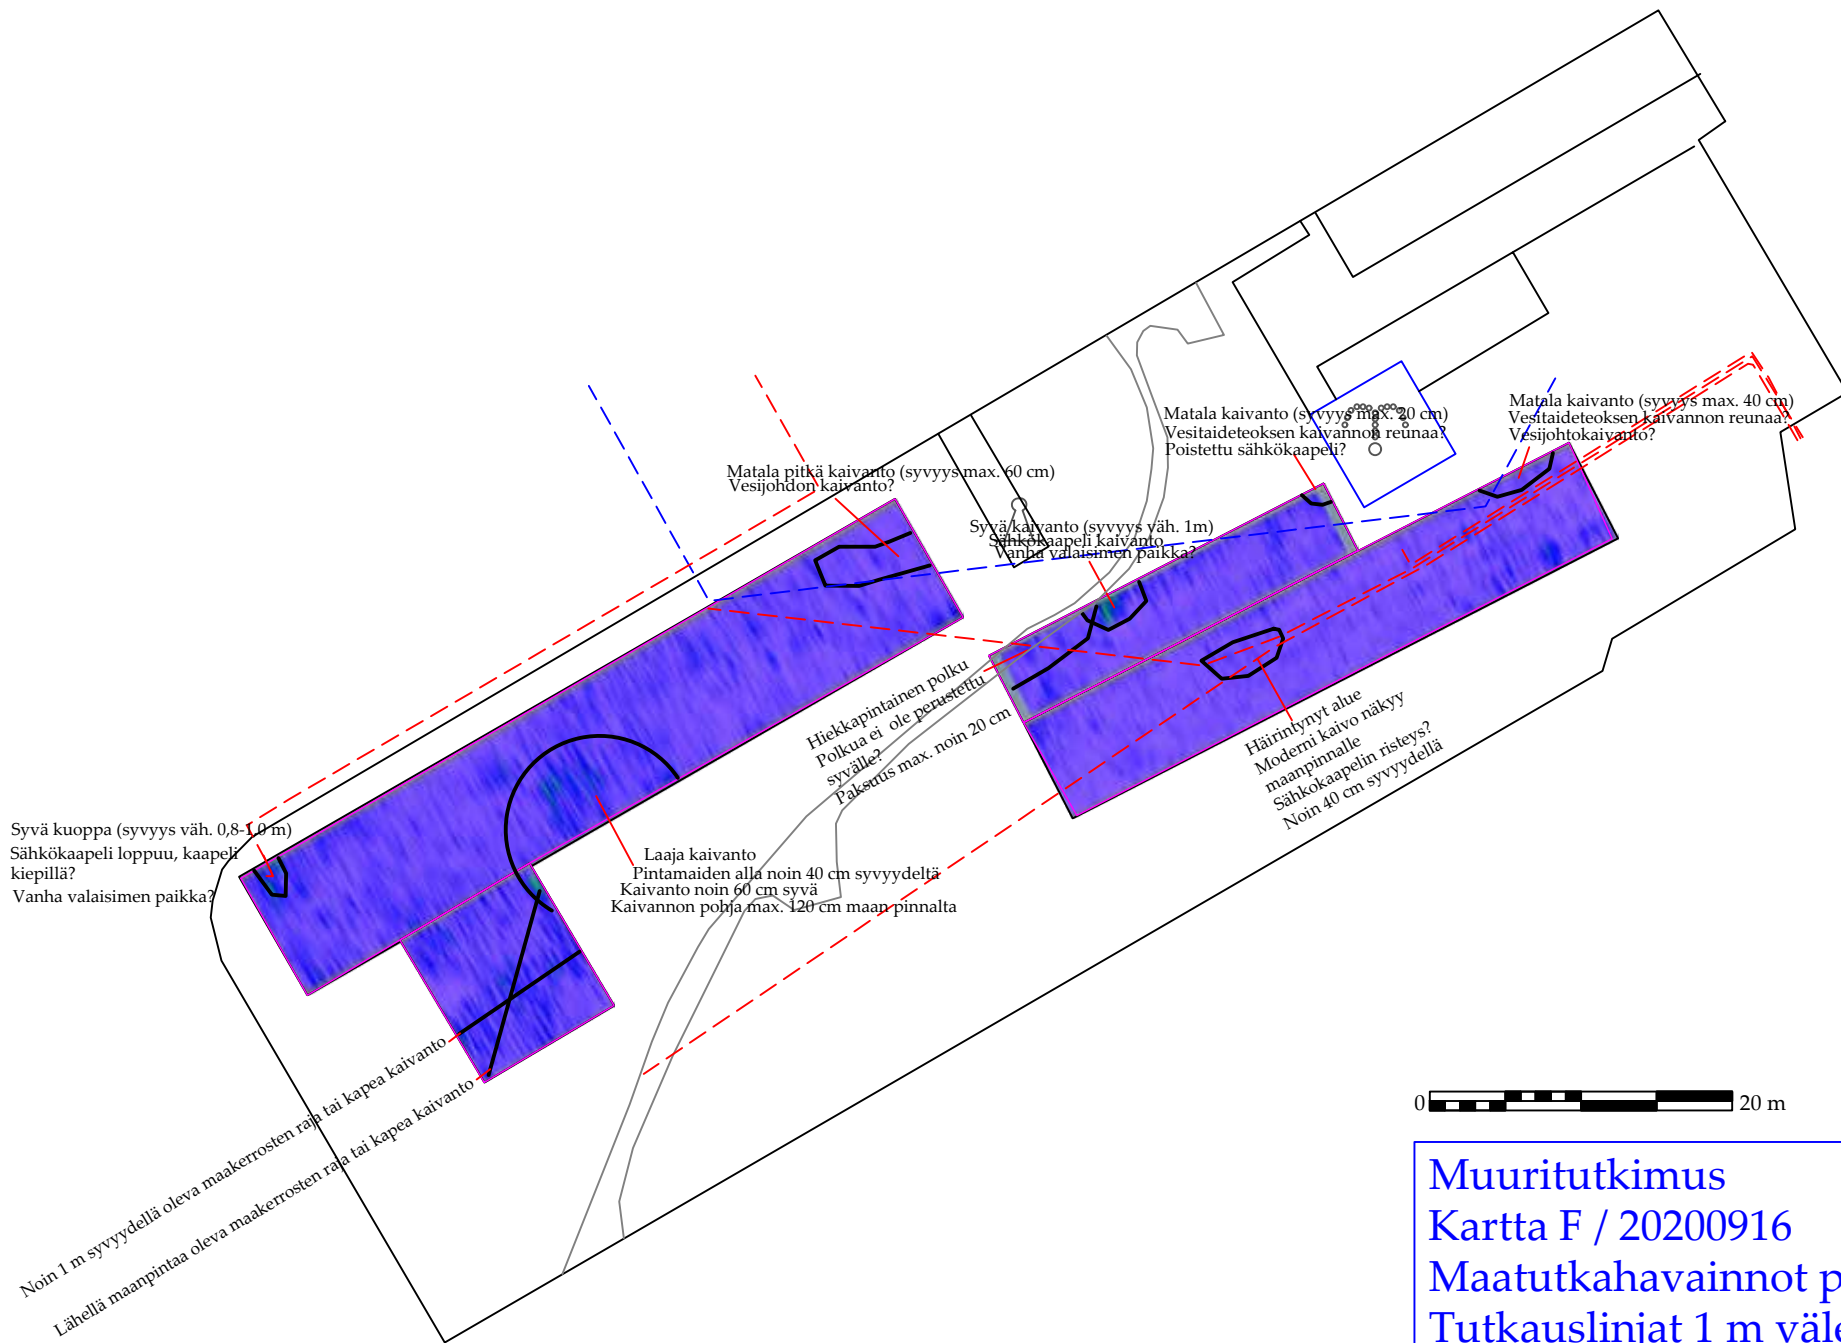 Matala kaivanto (syvyys max. 40 cm)
Vesitaideteoksen kaivannon reunaa?
Vesijohtokaivanto?
Matala kaivanto (syvyys max. 20 cm)
Vesitaideteoksen kaivannon reunaa?
Poistettu sähkökaapeli?
Matala pitkä kaivanto (syvyys max. 60 cm)
Vesijohdon kaivanto?
Syvä kaivanto (syvyys väh. 1m)
Sähkökaapeli kaivanto
Vanha valaisimen paikka?
Hiekkapintainen polku
Polkua ei ole perustettu
syvälle?
Paksuus max. noin 20 cm
Häirintynyt alue
Moderni kaivo näkyy
maanpinnalle
Sähkokaapelin risteys?
Noin 40 cm syvyydellä
Syvä kuoppa (syvyys väh. 0,8-1,0 m)
Sähkökaapeli loppuu, kaapeli
kiepillä?
Vanha valaisimen paikka?
Laaja kaivanto
Pintamaiden alla noin 40 cm syvyydeltä
Kaivanto noin 60 cm syvä
Kaivannon pohja max. 120 cm maan pinnalta
Noin 1 m syvyydellä oleva maakerrosten raja tai kapea kaivanto
Lähellä maanpintaa oleva maakerrosten raja tai kapea kaivanto
0 20 m
Muuritutkimus
Kartta F / 20200916
Maatutkahavainnot p
Tutkauslinjat 1 m väle